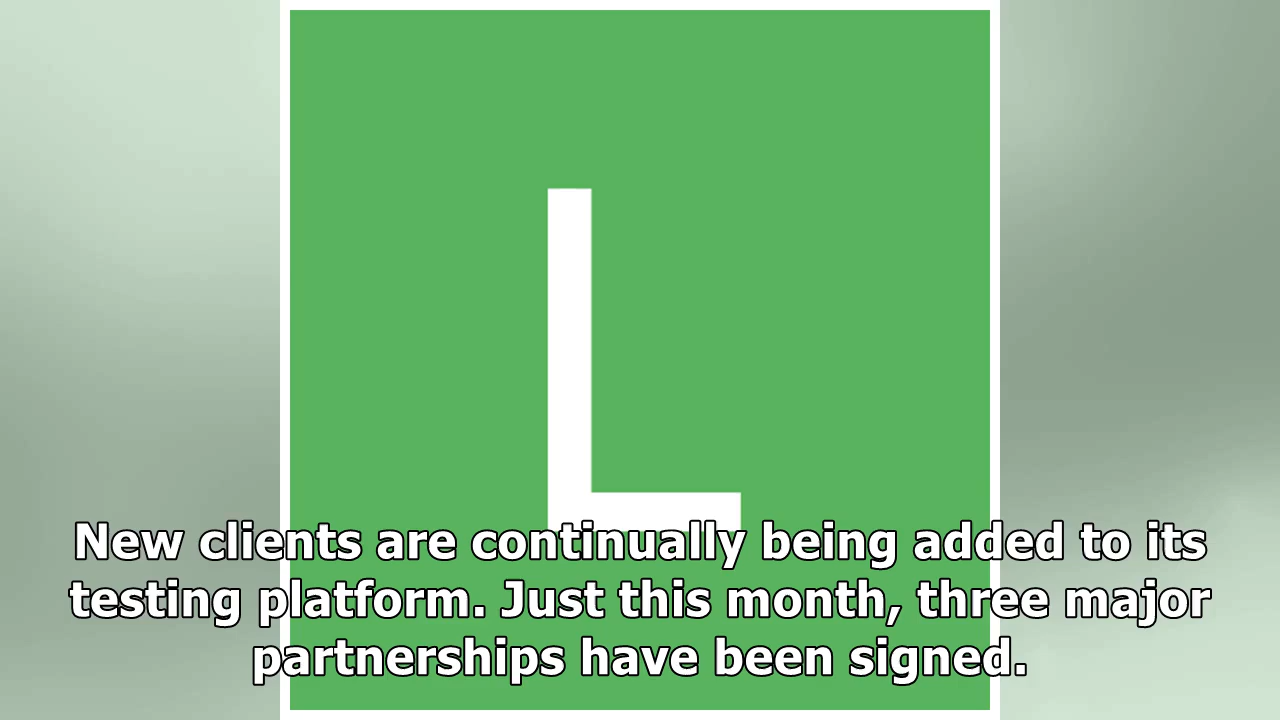 L
New clients are continually being added to its
testing platform. Just this month, three major
partnerships have been signed.